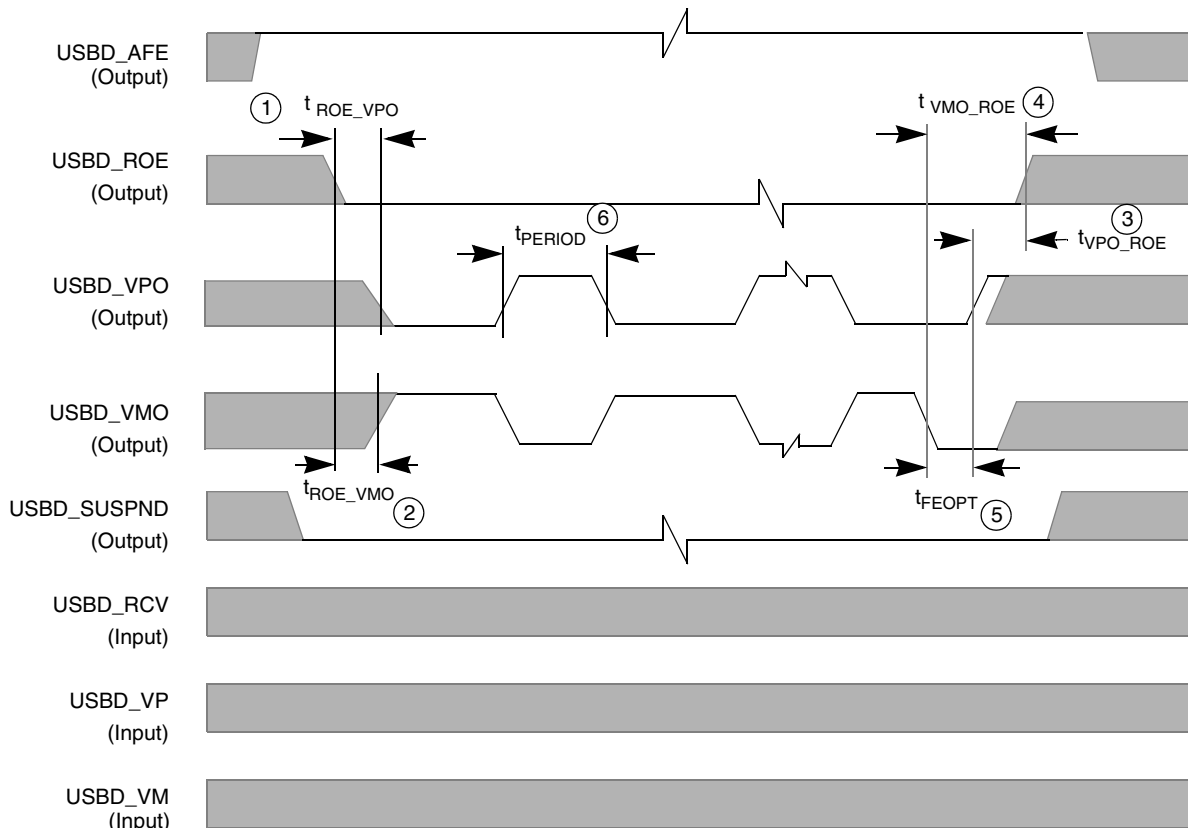 USBD_AFE
(Output)
1 t ROE_VPO
t VMO_ROE 4
USBD_ROE
(Output)
6
tPERIOD
3
tVPO_ROE
USBD_VPO
(Output)
USBD_VMO
(Output)
tROE_VMO 2
tFEOPT 5
USBD_SUSPND
(Output)
USBD_RCV
(Input)
USBD_VP
(Input)
USBD_VM
(Input)